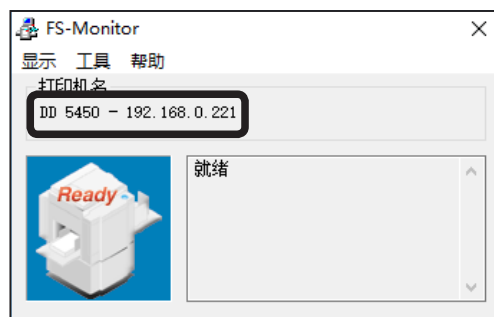 FS-Monitor
显示 工具 帮助
打印机名
DD 5450 - 192.168.0.221
就绪
Ready